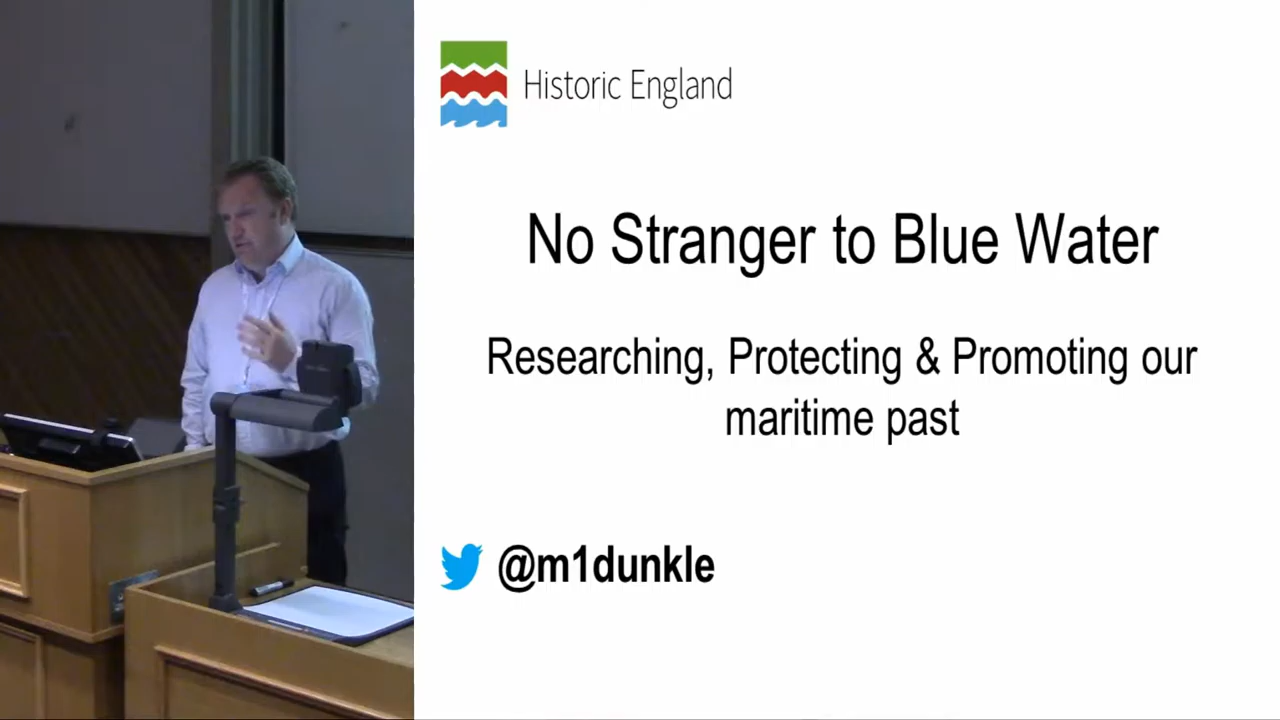 Historic England
No Stranger to Blue Water
Researching, Protecting & Promoting our
maritime past
@m1dunkle